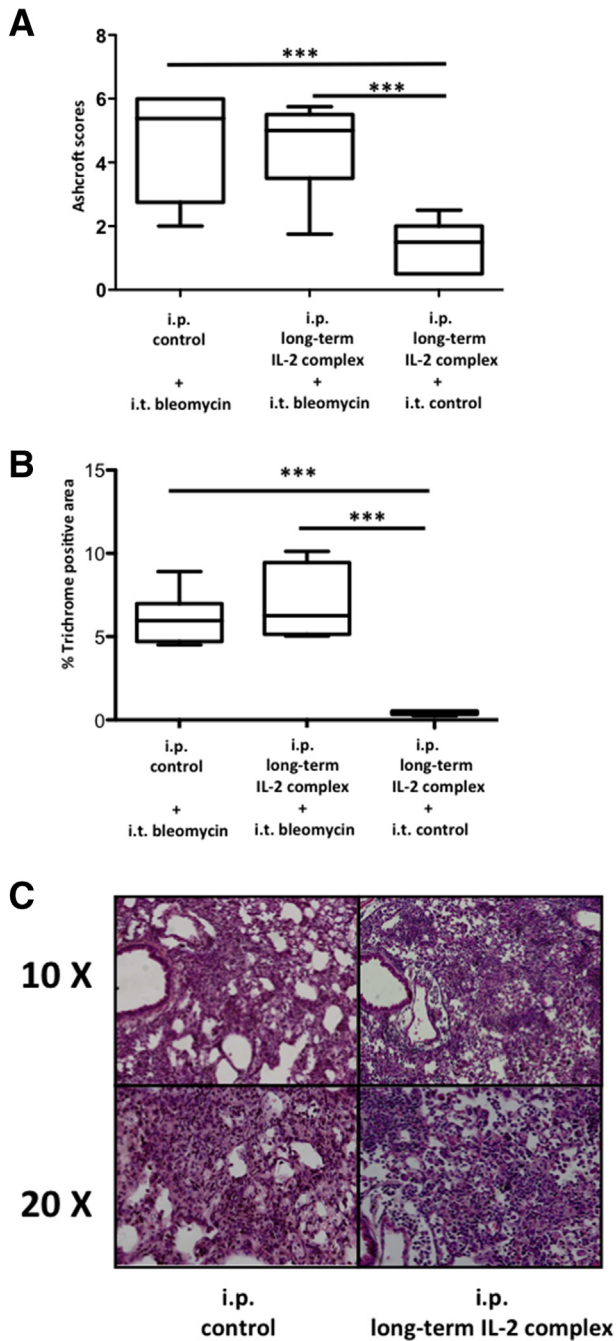 A
8
***
***
6
Ashcroft scores
4
2
0
i.p.
control
+
i.t. bleomycin
i.p.
long-term
IL-2 complex
+
i.t. bleomycin
i.p.
long-term
IL-2 complex
+
i.t. control
B
15
***
***
10
% Trichrome positive area
5
0
i.p.
control
+
i.t. bleomycin
i.p.
long-term
IL-2 complex
+
i.t. bleomycin
i.p.
long-term
IL-2 complex
+
i.t. control
C
10 X
20 X
i.p.
control
i.p.
long-term IL-2 complex